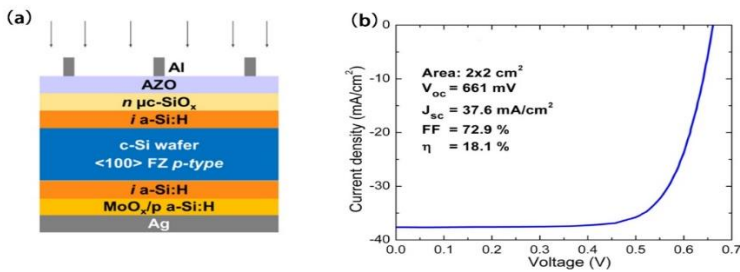 (a)
Al
AZO
n µc-SiOₓ
i a-Si:H
c-Si wafer
<100> FZ p-type
i a-Si:H
MoOₓ/p a-Si:H
Ag
(b)
Current density (mA/cm²)
0
-10
-20
-30
-40
Area: 2x2 cm²
Voc = 661 mV
Jsc = 37.6 mA/cm²
FF = 72.9 %
η = 18.1 %
0.0 0.1 0.2 0.3 0.4 0.5 0.6 0.7
Voltage (V)